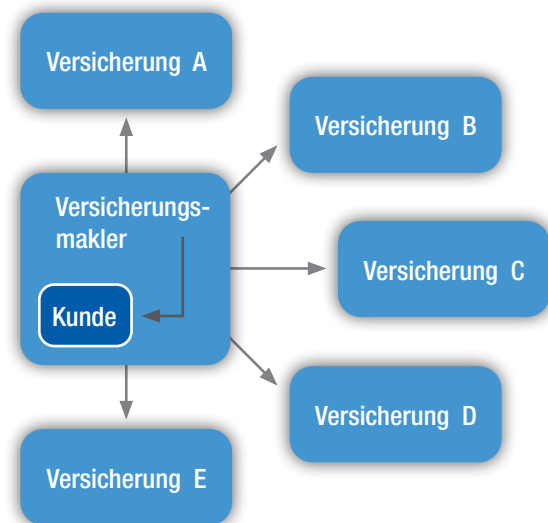 Versicherung A
Versicherung B
Versicherungs-
makler
Versicherung C
Kunde
Versicherung D
Versicherung E